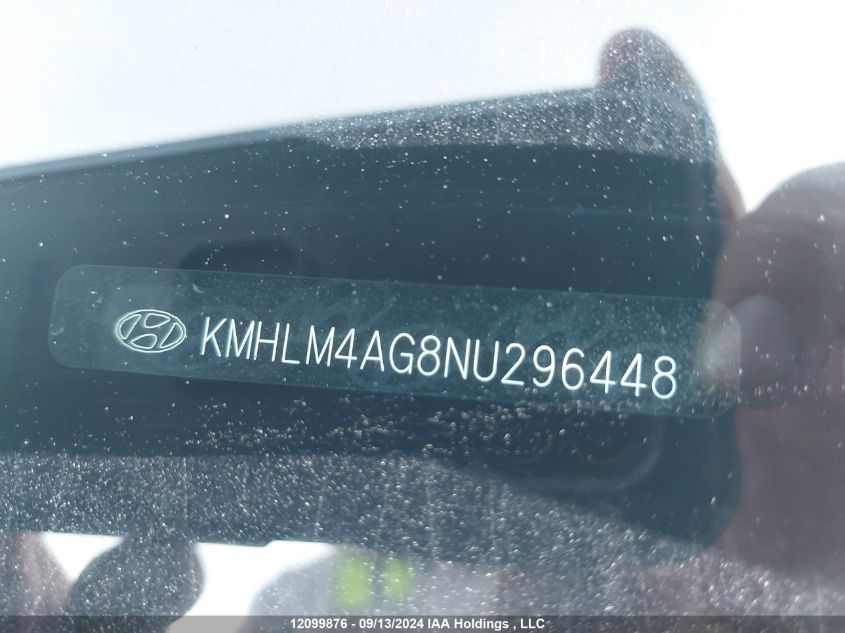 KMHLM4AG8NU296448
12099876 - 09/13/2024 IAA Holdings , LLC